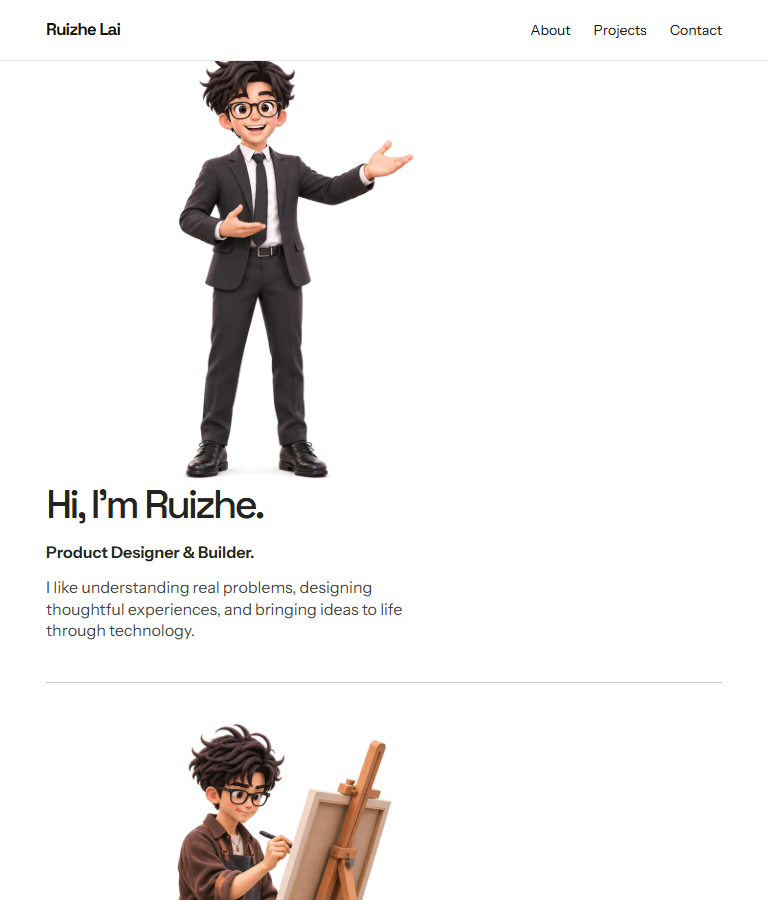 Ruizhe Lai
About
Projects
Contact
Hi, I’m Ruizhe.
Product Designer & Builder.
I like understanding real problems, designing
thoughtful experiences, and bringing ideas to life
through technology.